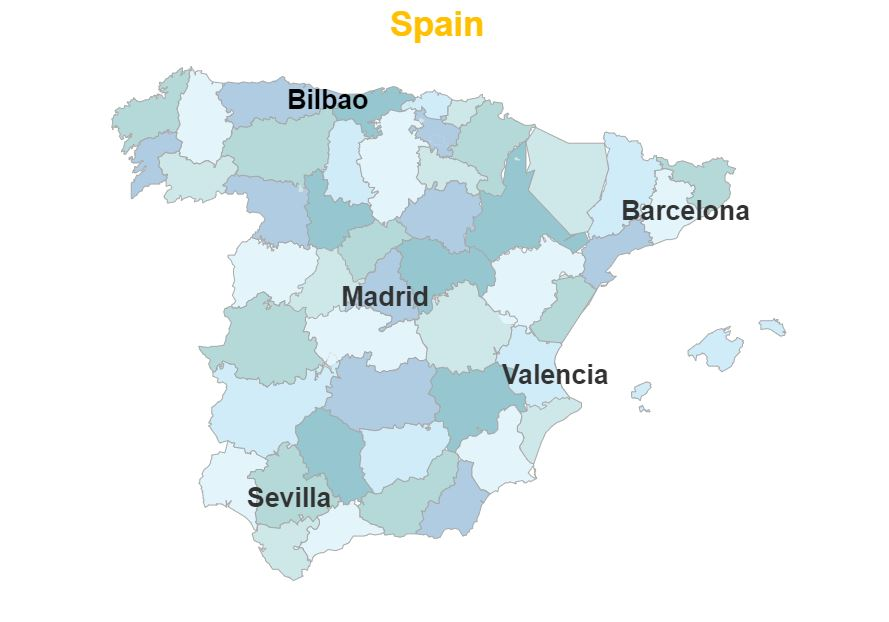 Spain
Bilbao
Barcelona
Madrid
Valencia
Sevilla